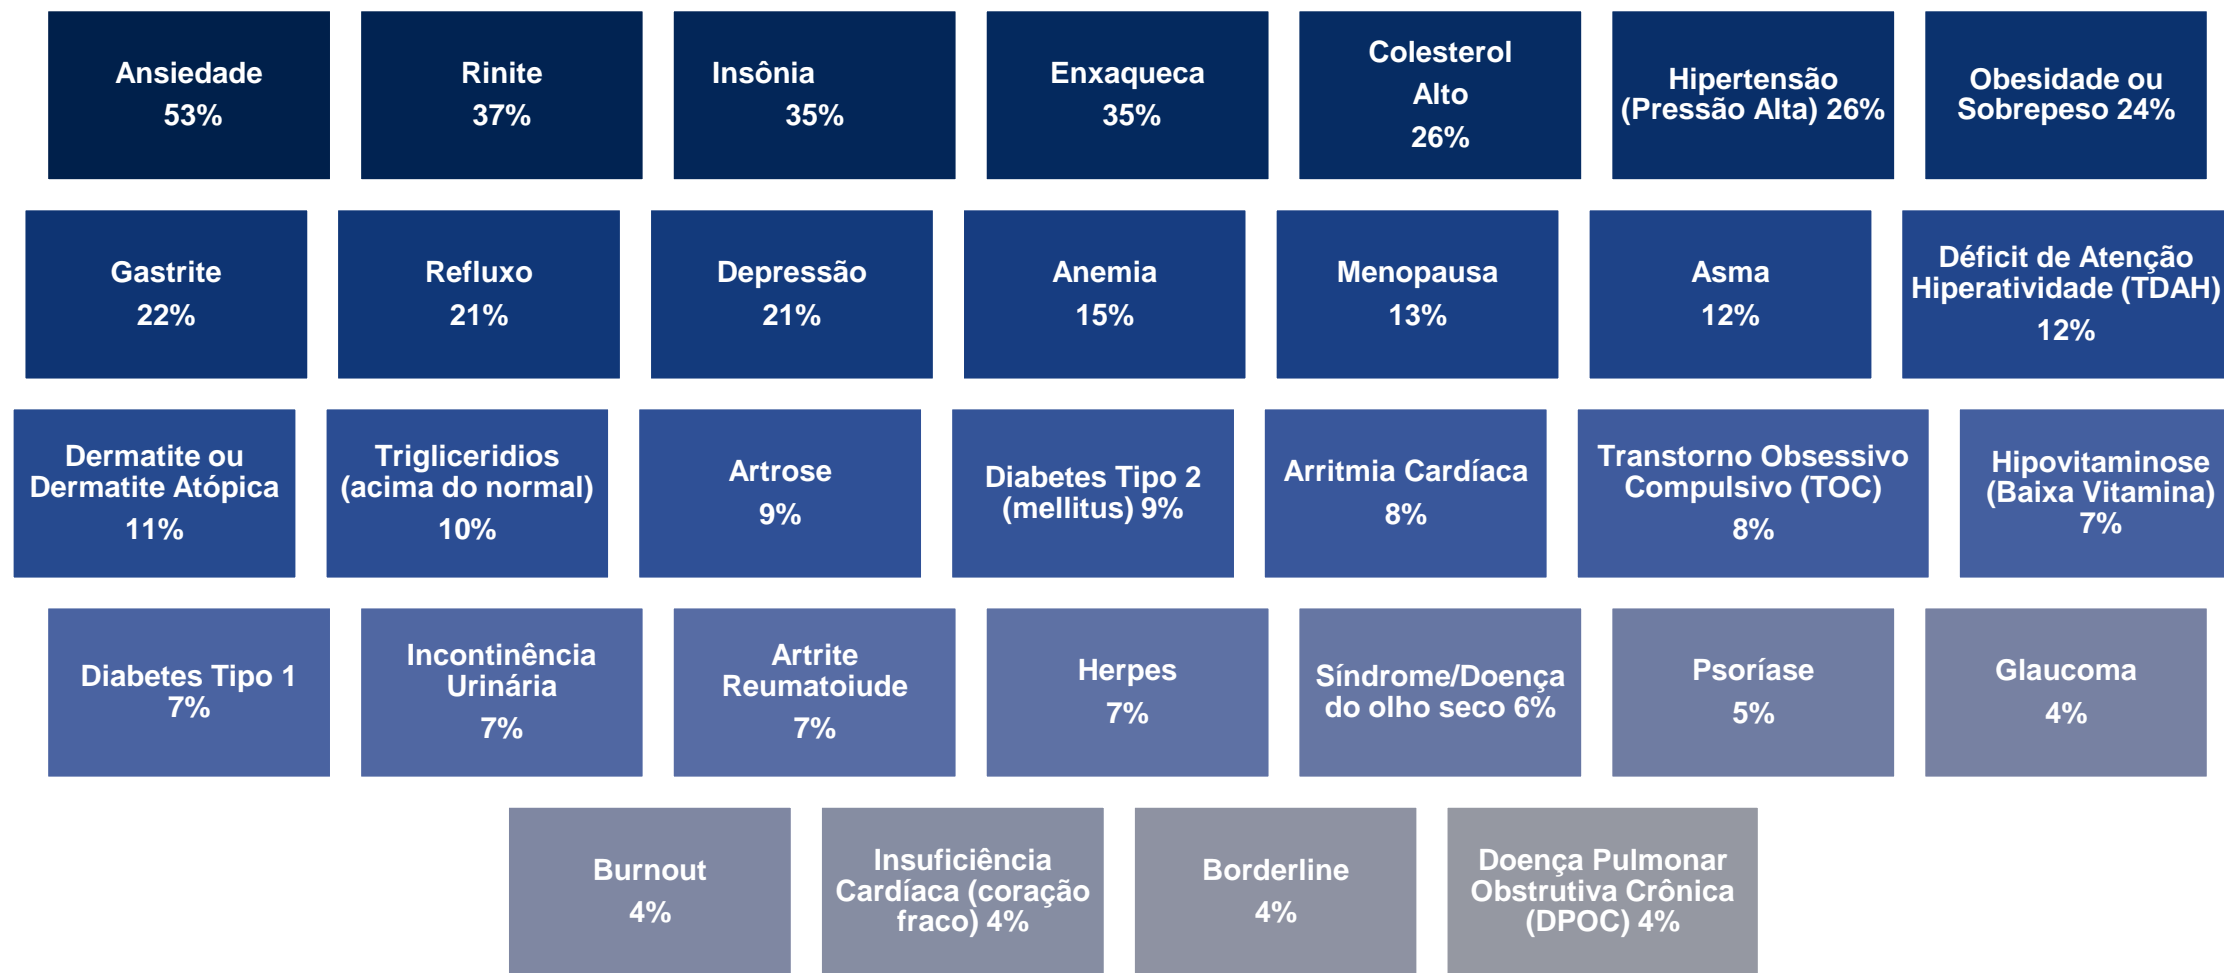 Ansiedade
53%
Rinite
37%
Insônia
35%
Enxaqueca
35%
Colesterol
Alto
26%
Hipertensão
(Pressão Alta) 26%
Obesidade ou
Sobrepeso 24%
Gastrite
22%
Refluxo
21%
Depressão
21%
Anemia
15%
Menopausa
13%
Asma
12%
Déficit de Atenção
Hiperatividade (TDAH)
12%
Dermatite ou
Dermatite Atópica
11%
Trigliceridios
(acima do normal)
10%
Artrose
9%
Diabetes Tipo 2
(mellitus) 9%
Arritmia Cardíaca
8%
Transtorno Obsessivo
Compulsivo (TOC)
8%
Hipovitaminose
(Baixa Vitamina)
7%
Diabetes Tipo 1
7%
Incontinência
Urinária
7%
Artrite
Reumatoiude
7%
Herpes
7%
Síndrome/Doença
do olho seco 6%
Psoríase
5%
Glaucoma
4%
Burnout
4%
Insuficiência
Cardíaca (coração
fraco) 4%
Borderline
4%
Doença Pulmonar
Obstrutiva Crônica
(DPOC) 4%